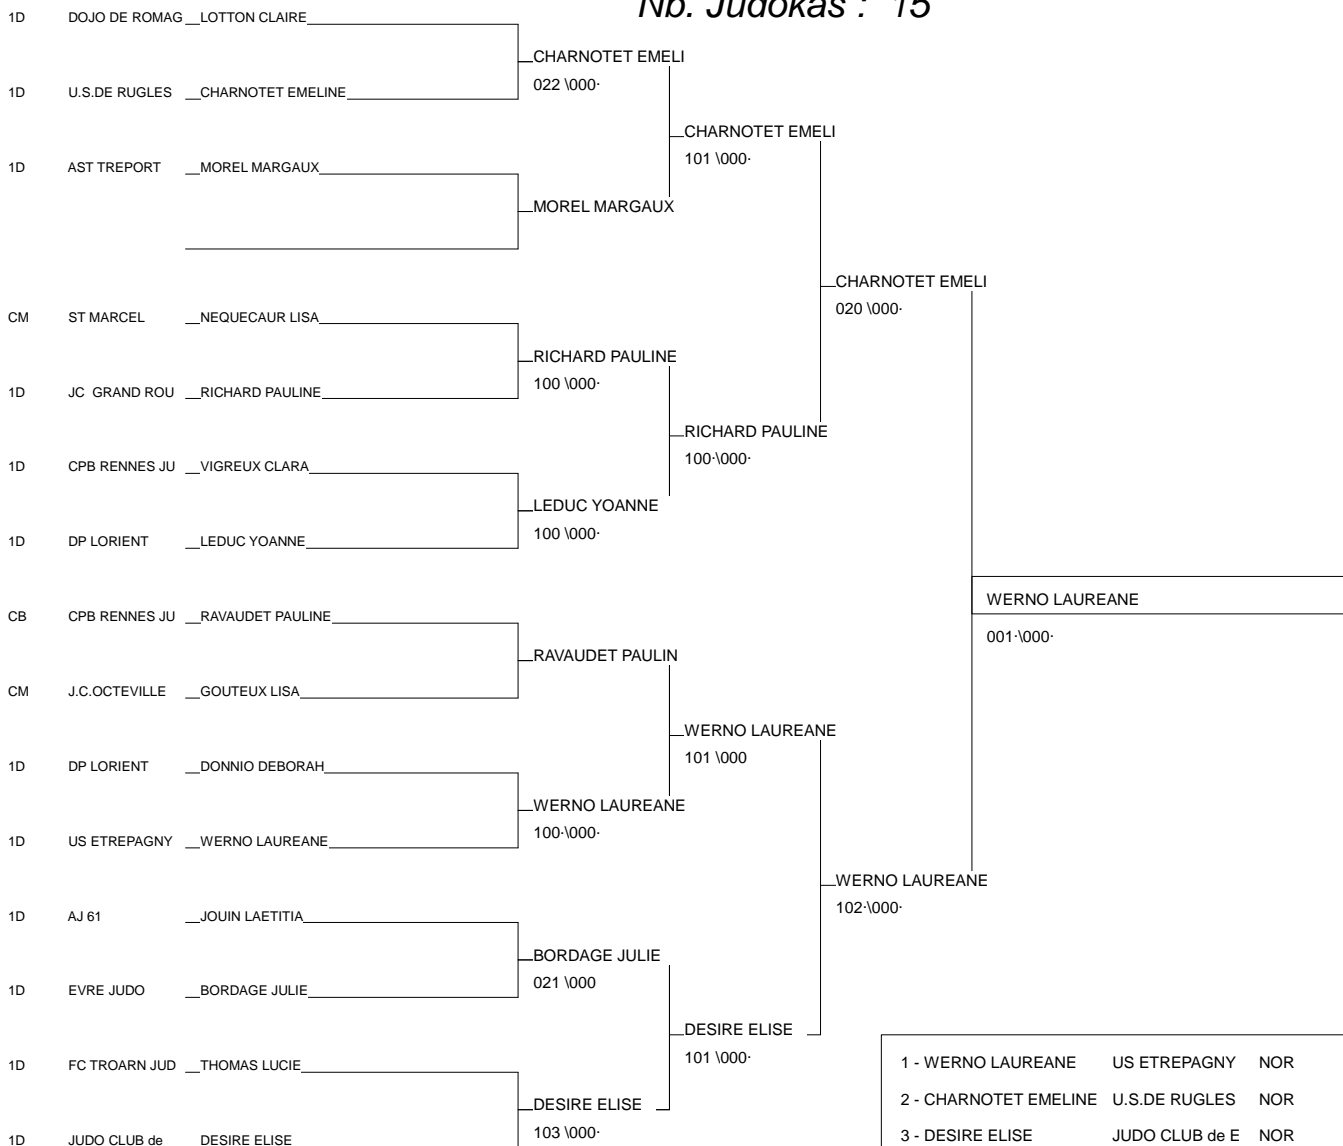 Nb. Judokas : 15
1D DOJO DE ROMAG LOTTON CLAIRE
CHARNOTET EMELI
022 \000·
1D U.S.DE RUGLES CHARNOTET EMELINE
CHARNOTET EMELI
101 \000·
1D AST TREPORT MOREL MARGAUX
MOREL MARGAUX
CHARNOTET EMELI
020 \000·
CM ST MARCEL NEQUECAUR LISA
RICHARD PAULINE
100 \000·
1D JC GRAND ROU RICHARD PAULINE
RICHARD PAULINE
100·\000·
1D CPB RENNES JU VIGREUX CLARA
LEDUC YOANNE
100 \000·
1D DP LORIENT LEDUC YOANNE
WERNO LAUREANE
001·\000·
CB CPB RENNES JU RAVAUDET PAULINE
RAVAUDET PAULIN
CM J.C.OCTEVILLE GOUTEUX LISA
WERNO LAUREANE
101 \000
1D DP LORIENT DONNIO DEBORAH
WERNO LAUREANE
100·\000·
1D US ETREPAGNY WERNO LAUREANE
WERNO LAUREANE
102·\000·
1D AJ 61 JOUIN LAETITIA
BORDAGE JULIE
021 \000
1D EVRE JUDO BORDAGE JULIE
DESIRE ELISE
101 \000·
1D FC TROARN JUD THOMAS LUCIE
DESIRE ELISE
103 \000·
1D JUDO CLUB de DESIRE ELISE
1 - WERNO LAUREANE US ETREPAGNY NOR
2 - CHARNOTET EMELINE U.S.DE RUGLES NOR
3 - DESIRE ELISE JUDO CLUB de E NOR